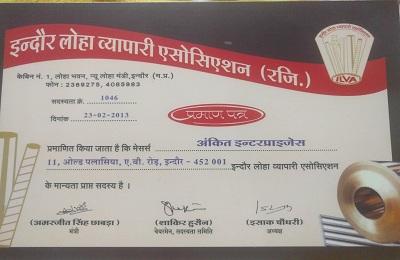 इन्दौर लोहा व्यापारी एसोसिएशन (रजि.)
केबिन नं. 1, लोहा भवन, न्यू लोहा मंडी, इन्दौर (म.प्र.)
फोन : 2369275, 4065983
ILVA
सदस्यता क्रं. 1046
दिनांक 23-02-2013
प्रमाण पत्र
प्रमाणित किया जाता है कि मेसर्स अंकित इन्टरप्राइजेस
11, ओल्ड पलासिया, ए.बी. रोड़, इन्दौर - 452 001 इन्दौर लोहा व्यापारी एसोसिएशन
के मान्यता प्राप्त सदस्य है ।
(अमरजीत सिंह छाबड़ा)
मंत्री
(शाकिर हुसैन)
चेयरमेन, सदस्यता समिति
(इसाक चौधरी)
अध्यक्ष